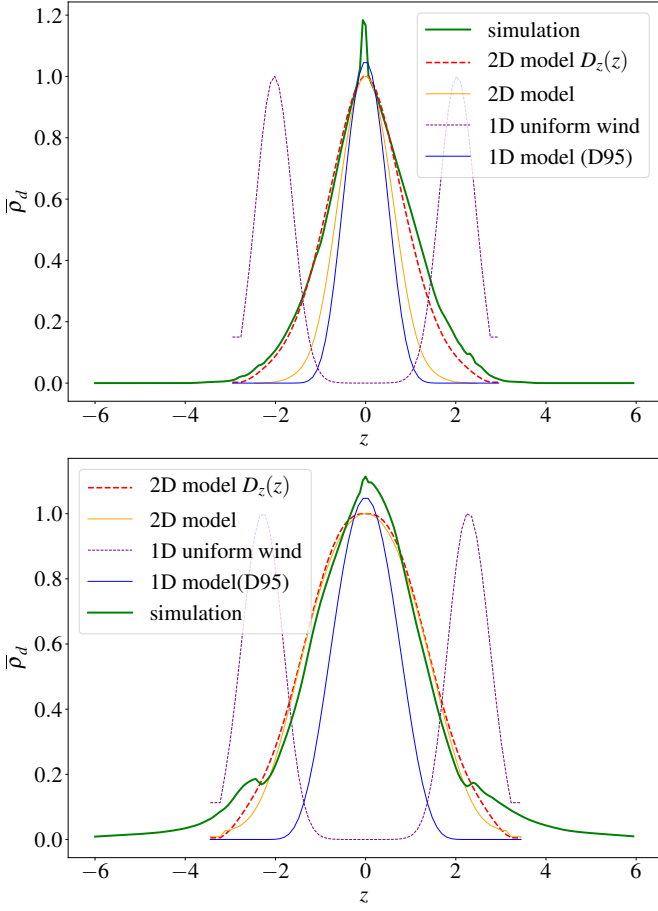 1.2
1.0
0.8
0.6
0.4
0.2
0.0
ρ̅_d
simulation
2D model D_z(z)
2D model
1D uniform wind
1D model (D95)
−6 −4 −2 0 2 4 6
z
1.0
0.8
0.6
0.4
0.2
0.0
ρ̅_d
2D model D_z(z)
2D model
1D uniform wind
1D model(D95)
simulation
−6 −4 −2 0 2 4 6
z